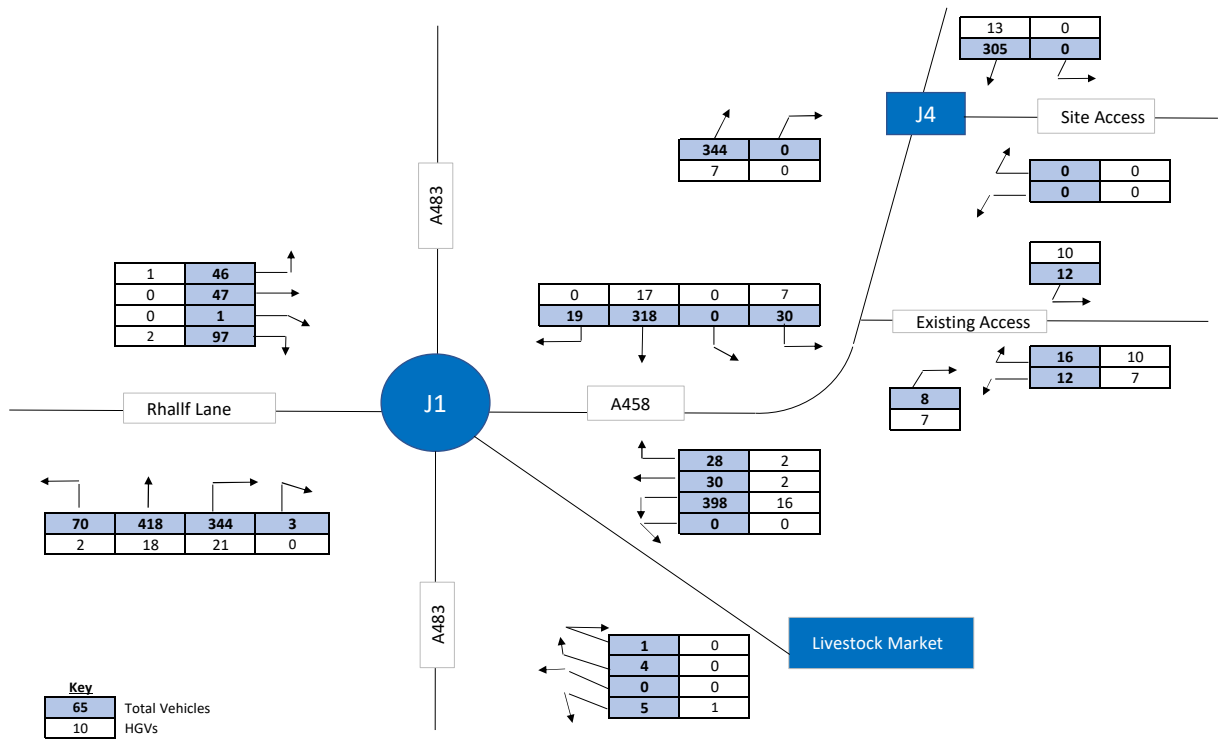 13 0
305 0
J4
Site Access
344 0
7 0
0 0
0 0
A483
10
12
1 46
0 47
0 1
2 97
0 17 0 7
19 318 0 30
Existing Access
16 10
12 7
8
7
Rhallf Lane
J1
A458
28 2
30 2
398 16
0 0
70 418 344 3
2 18 21 0
A483
Livestock Market
1 0
4 0
0 0
5 1
Key
65 Total Vehicles
10 HGVs